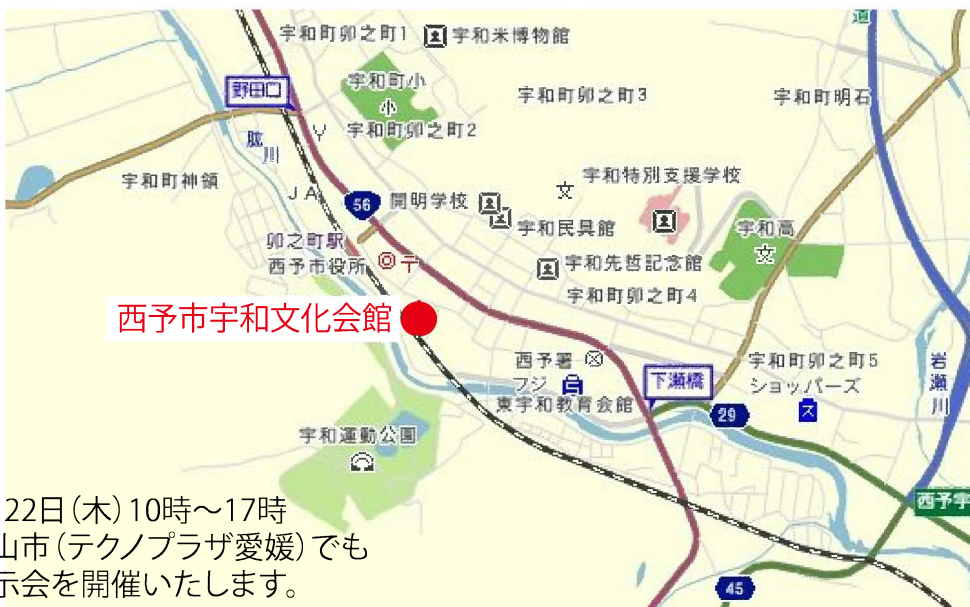 道
宇和町卯之町1
宇和米博物館
野田口
宇和町小
小
宇和町卯之町3
宇和町明石
宇和町卯之町2
肱川
宇和町神領
JA
56
開明学校
文
宇和特別支援学校
宇和民具館
宇和高
文
卯之町駅
西予市役所
宇和先哲記念館
宇和町卯之町4
西予市宇和文化会館
西予署
フジ
東宇和教育会館
下瀬橋
宇和町卯之町5
ショッパーズ
ス
29
岩瀬川
宇和運動公園
西予宇
22日(木)10時~17時
山市(テクノプラザ愛媛)でも
示会を開催いたします。
45